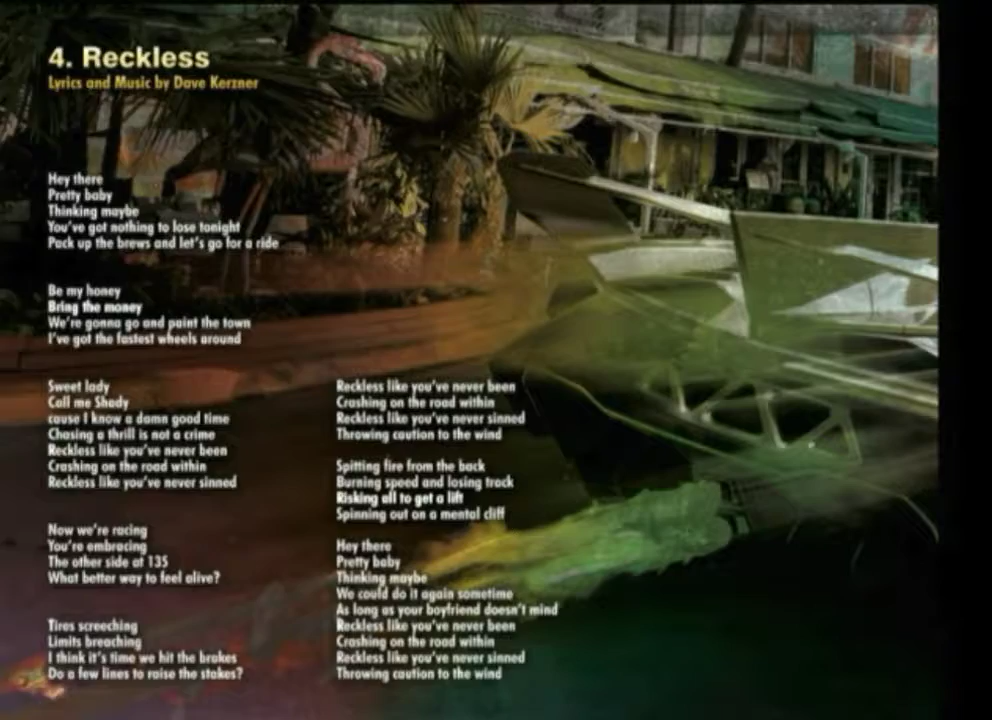 4. Reckless
Lyrics and Music by Dave Kerzner
Hey there
Pretty baby
Thinking maybe
You've got nothing to lose tonight
Pack up the brews and let's go for a ride
Be my honey
Bring the money
We're gonna go and paint the town
I've got the fastest wheels around
Sweet lady
Call me Shady
cause I know a damn good time
Chasing a thrill is not a crime
Reckless like you've never been
Crashing on the road within
Reckless like you've never sinned
Now we're racing
You're embracing
The other side of 135
What better way to feel alive?
Tires screeching
Limits breaching
I think it's time we hit the brakes
Do a few lines to raise the stakes?
Reckless like you've never been
Crashing on the road within
Reckless like you've never sinned
Throwing caution to the wind
Spitting fire from the back
Burning speed and losing track
Risking all to get a lift
Spinning out on a mental cliff
Hey there
Pretty baby
Thinking maybe
We could do it again sometime
As long as your boyfriend doesn't mind
Reckless like you've never been
Crashing on the road within
Reckless like you've never sinned
Throwing caution to the wind